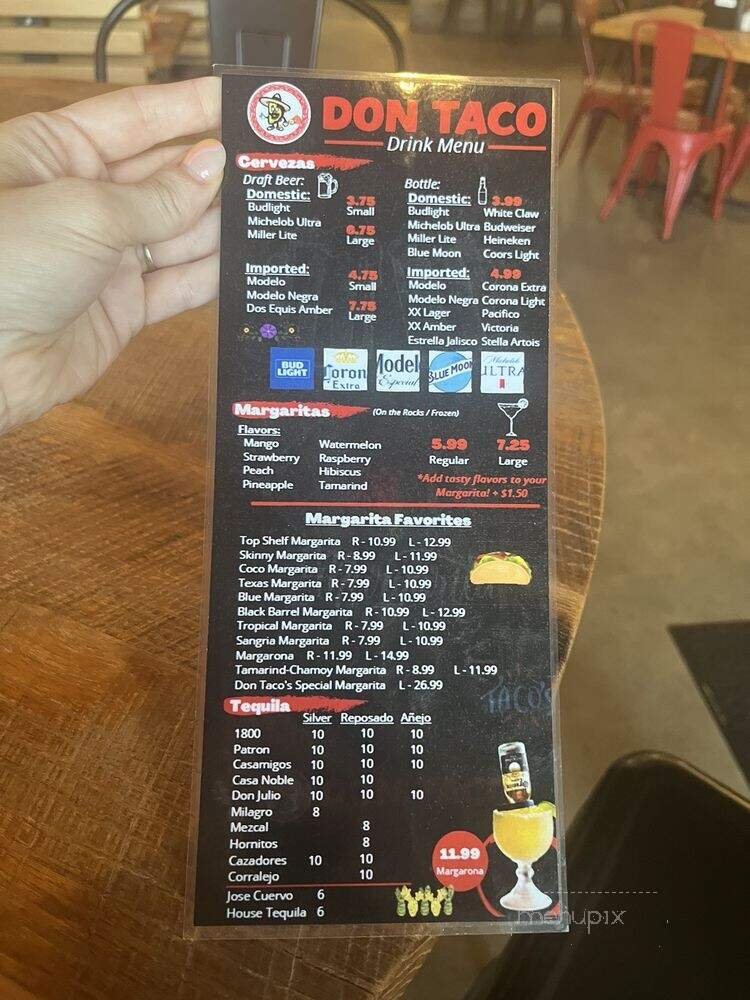 DON TACO
Drink Menu
Cervezas
Draft Beer:
Domestic: 3.75
Budlight Small
Michelob Ultra
Miller Lite 6.75
Large
Imported: 4.75
Modelo Small
Modelo Negra
Dos Equis Amber 7.75
Large
Bottle:
Domestic: 3.99
Budlight White Claw
Michelob Ultra Budweiser
Miller Lite Heineken
Blue Moon Coors Light
Imported: 4.99
Modelo Corona Extra
Modelo Negra Corona Light
XX Lager Pacifico
XX Amber Victoria
Estrella Jalisco Stella Artois
BUD LIGHT
Corona Extra
Modelo Especial
BLUE MOON
Michelob ULTRA
Margaritas (On the Rocks / Frozen)
Flavors:
Mango Watermelon
Strawberry Raspberry
Peach Hibiscus
Pineapple Tamarind
5.99 7.25
Regular Large
*Add tasty flavors to your
Margarita! + $1.50
Margarita Favorites
Top Shelf Margarita R - 10.99 L - 12.99
Skinny Margarita R - 8.99 L - 11.99
Coco Margarita R - 7.99 L - 10.99
Texas Margarita R - 7.99 L - 10.99
Blue Margarita R - 7.99 L - 10.99
Black Barrel Margarita R - 10.99 L - 12.99
Tropical Margarita R - 7.99 L - 10.99
Sangria Margarita R - 7.99 L - 10.99
Margarona R - 11.99 L - 14.99
Tamarind-Chamoy Margarita R - 8.99 L - 11.99
Don Taco's Special Margarita L - 26.99
TACO'S
Tequila
Silver Reposado Añejo
1800 10 10 10
Patron 10 10 10
Casamigos 10 10 10
Casa Noble 10 10
Don Julio 10 10 10
Milagro 8
Mezcal 8
Hornitos 8
Cazadores 10 10
Corralejo 10
Jose Cuervo 6
House Tequila 6
11.99
Margarona
menupix